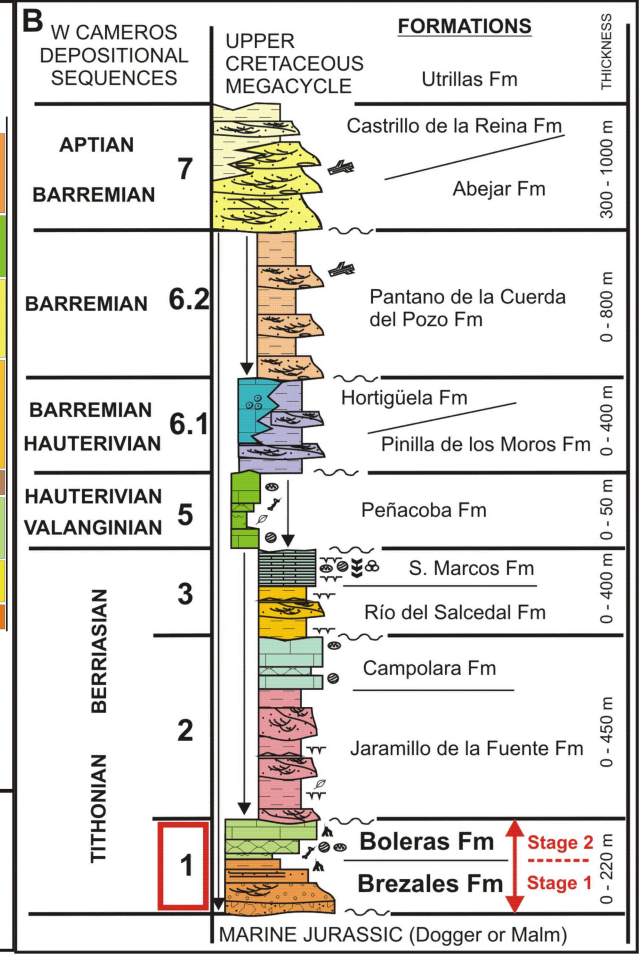 B
W CAMEROS
DEPOSITIONAL
SEQUENCES
UPPER
CRETACEOUS
MEGACYCLE
FORMATIONS
Utrillas Fm
THICKNESS
APTIAN
BARREMIAN
7
Castrillo de la Reina Fm
Abejar Fm
300 - 1000 m
BARREMIAN
6.2
Pantano de la Cuerda
del Pozo Fm
0 - 800 m
BARREMIAN
HAUTERIVIAN
6.1
Hortigüela Fm
Pinilla de los Moros Fm
0 - 400 m
HAUTERIVIAN
VALANGINIAN
5
Peñacoba Fm
0 - 50 m
BERRIASIAN
3
S. Marcos Fm
Río del Salcedal Fm
0 - 400 m
TITHONIAN
2
Campolara Fm
Jaramillo de la Fuente Fm
0 - 450 m
1
Boleras Fm
Stage 2
Brezales Fm
Stage 1
0 - 220 m
MARINE JURASSIC (Dogger or Malm)